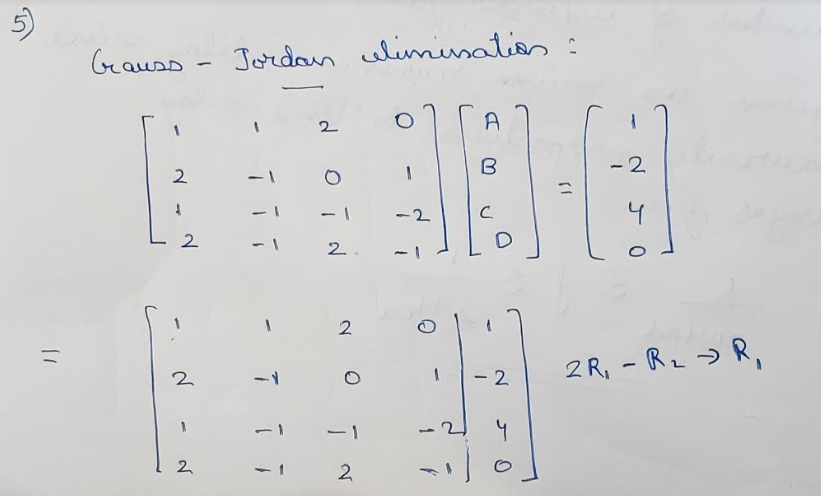 5)
Gauss - Jordan elimination :
[ 1 1 2 0 ] [ A ] [ 1 ]
2 -1 0 1 B = -2
1 -1 -1 -2 C 4
2 -1 2 -1 D 0
= [ 1 1 2 0 | 1 ]
2 -1 0 1 | -2 2R₁ - R₂ → R₁
1 -1 -1 -2 | 4
2 -1 2 -1 | 0